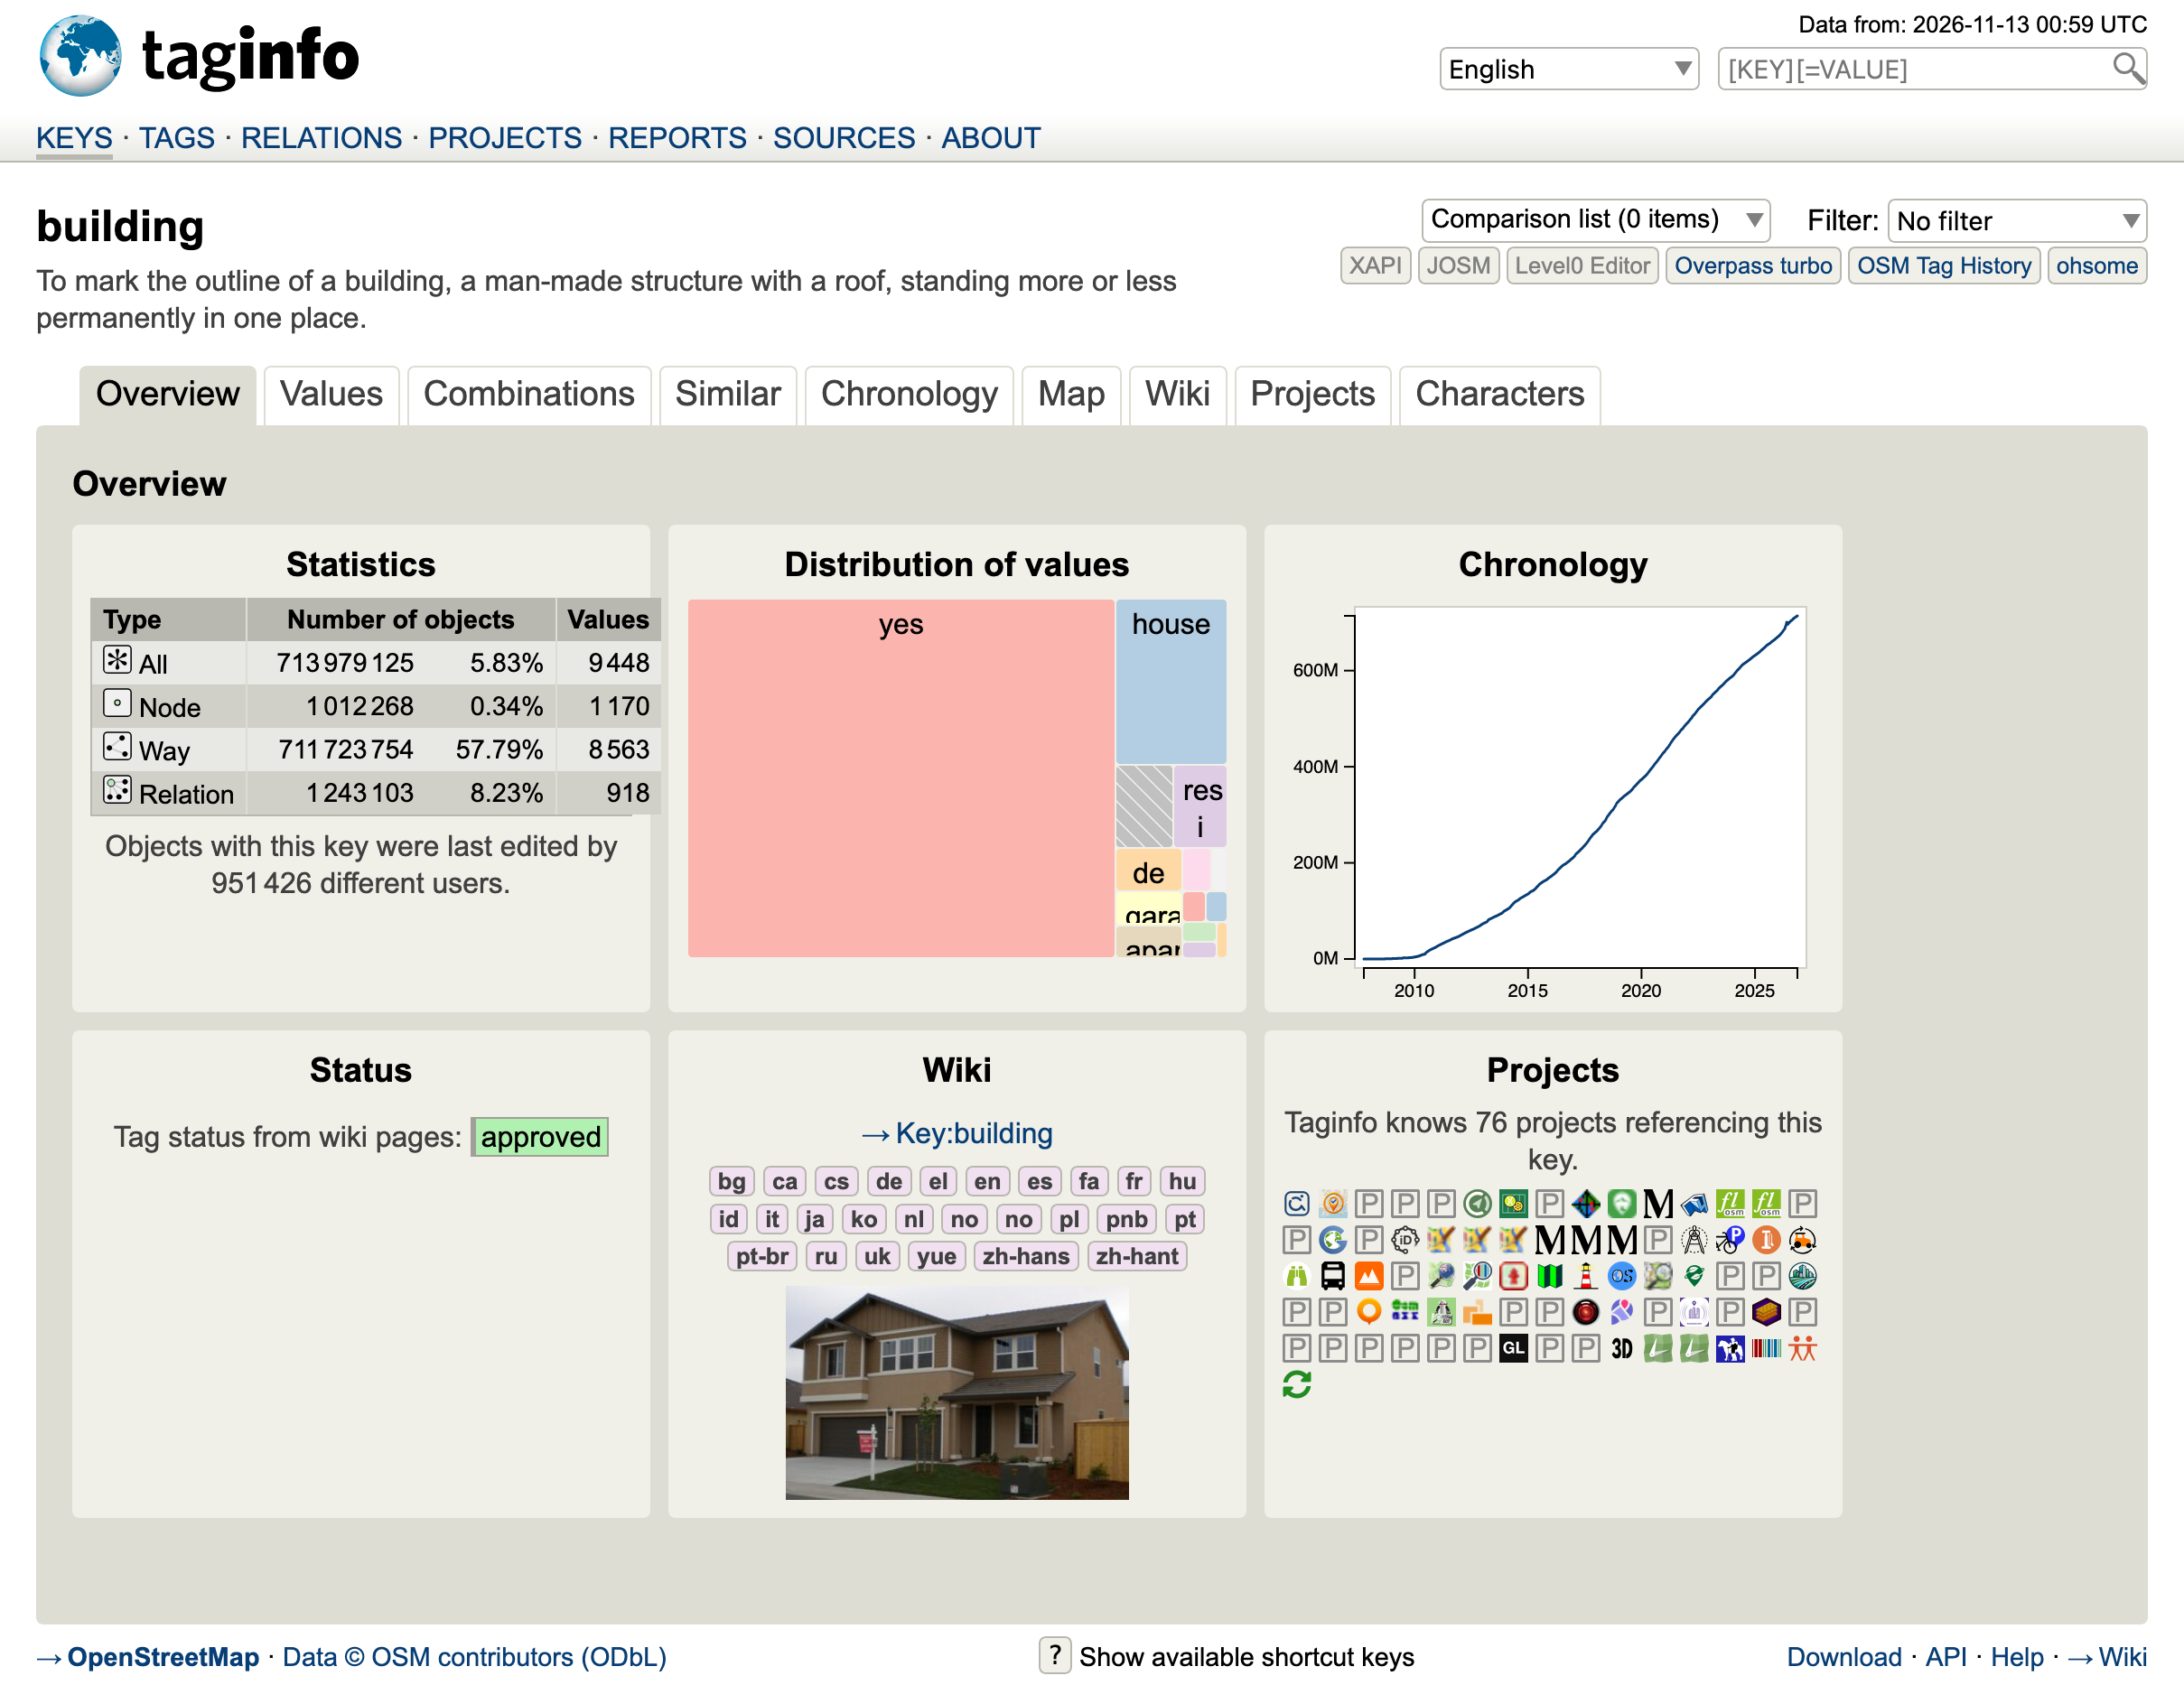 taginfo
Data from: 2026-11-13 00:59 UTC
English
[KEY][=VALUE]
KEYS · TAGS · RELATIONS · PROJECTS · REPORTS · SOURCES · ABOUT
building
To mark the outline of a building, a man-made structure with a roof, standing more or less
permanently in one place.
Comparison list (0 items)
Filter: No filter
XAPI JOSM Level0 Editor Overpass turbo OSM Tag History ohsome
Overview Values Combinations Similar Chronology Map Wiki Projects Characters
Overview
Statistics
Type Number of objects Values
All 713 979 125 5.83% 9 448
Node 1 012 268 0.34% 1 170
Way 711 723 754 57.79% 8 563
Relation 1 243 103 8.23% 918
Objects with this key were last edited by
951 426 different users.
Distribution of values
yes
house
res
i
de
gara
apar
Chronology
600M
400M
200M
0M
2010 2015 2020 2025
Status
Tag status from wiki pages: approved
Wiki
→ Key:building
bg ca cs de el en es fa fr hu
id it ja ko nl no no pl pnb pt
pt-br ru uk yue zh-hans zh-hant
Projects
Taginfo knows 76 projects referencing this
key.
→ OpenStreetMap · Data © OSM contributors (ODbL)
? Show available shortcut keys
Download · API · Help · → Wiki